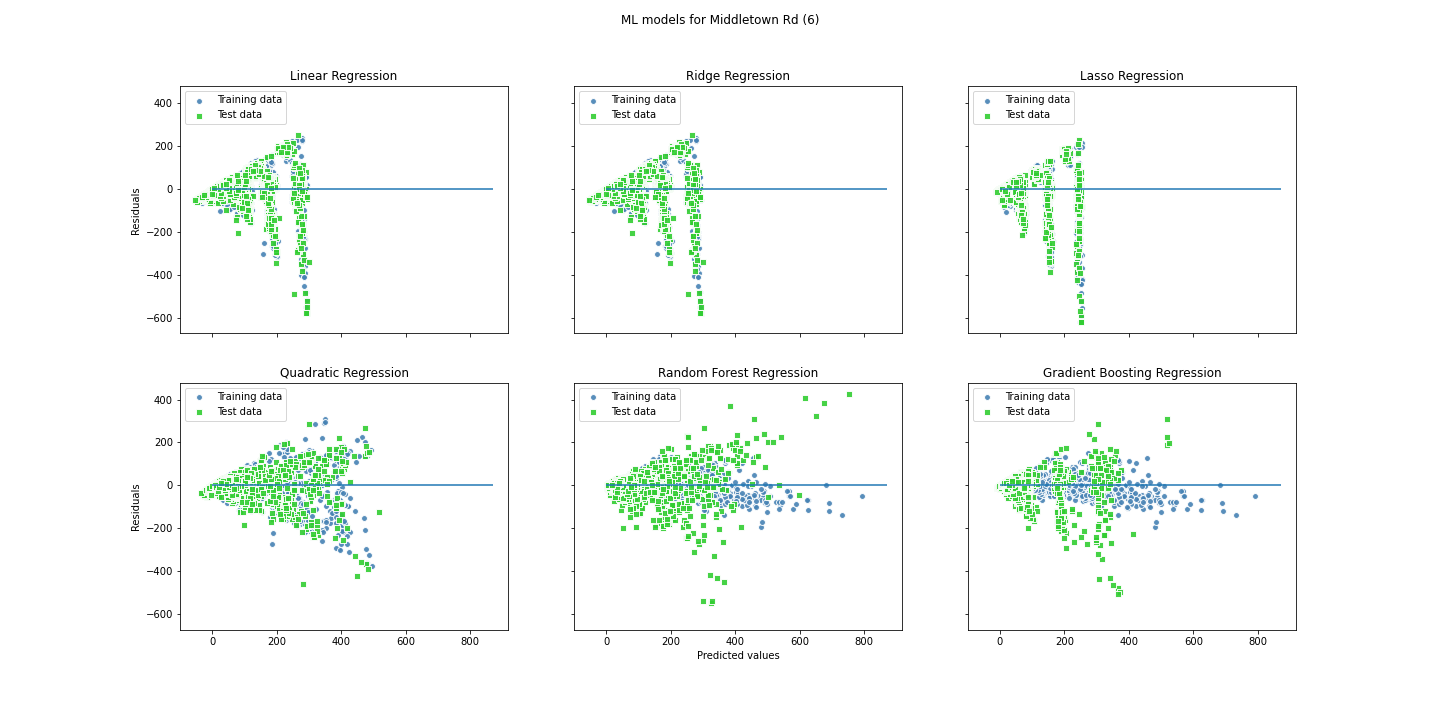 ML models for Middletown Rd (6)
Linear Regression
Ridge Regression
Lasso Regression
Training data
Test data
Training data
Test data
Training data
Test data
400
200
0
−200
−400
−600
Residuals
Quadratic Regression
Random Forest Regression
Gradient Boosting Regression
Training data
Test data
Training data
Test data
Training data
Test data
400
200
0
−200
−400
−600
Residuals
0 200 400 600 800
0 200 400 600 800
0 200 400 600 800
Predicted values